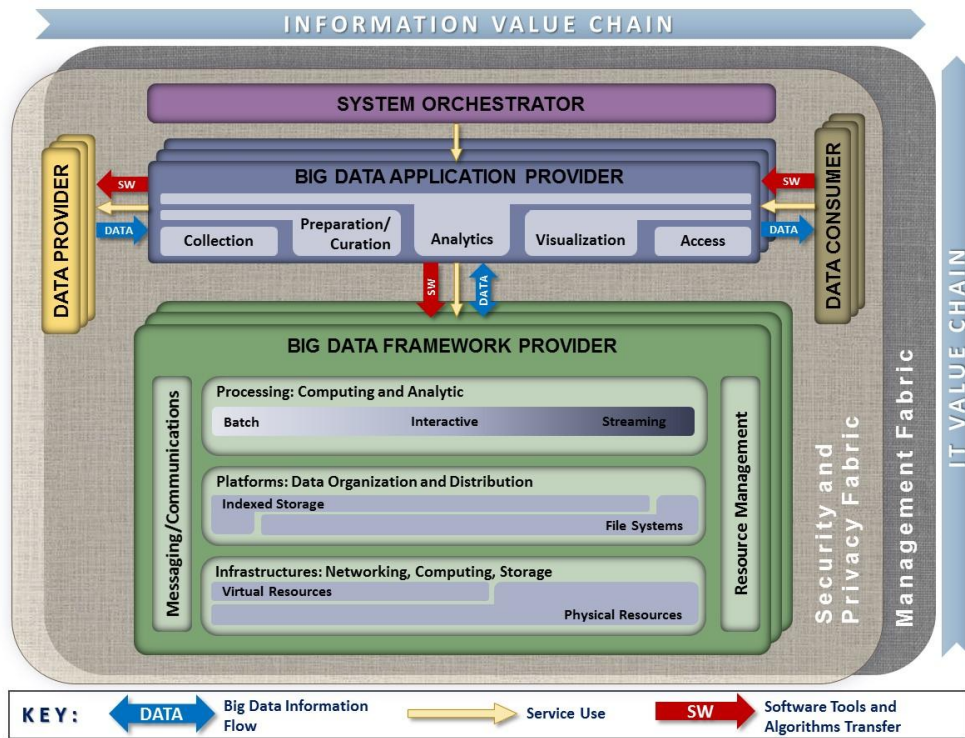 INFORMATION VALUE CHAIN
SYSTEM ORCHESTRATOR
DATA PROVIDER
SW
DATA
BIG DATA APPLICATION PROVIDER
Collection
Preparation/
Curation
Analytics
Visualization
Access
SW
DATA
DATA CONSUMER
SW
DATA
BIG DATA FRAMEWORK PROVIDER
Messaging/Communications
Processing: Computing and Analytic
Batch
Interactive
Streaming
Platforms: Data Organization and Distribution
Indexed Storage
File Systems
Infrastructures: Networking, Computing, Storage
Virtual Resources
Physical Resources
Resource Management
Security and
Privacy Fabric
Management Fabric
IT VALUE CHAIN
KEY:
DATA
Big Data Information
Flow
Service Use
SW
Software Tools and
Algorithms Transfer